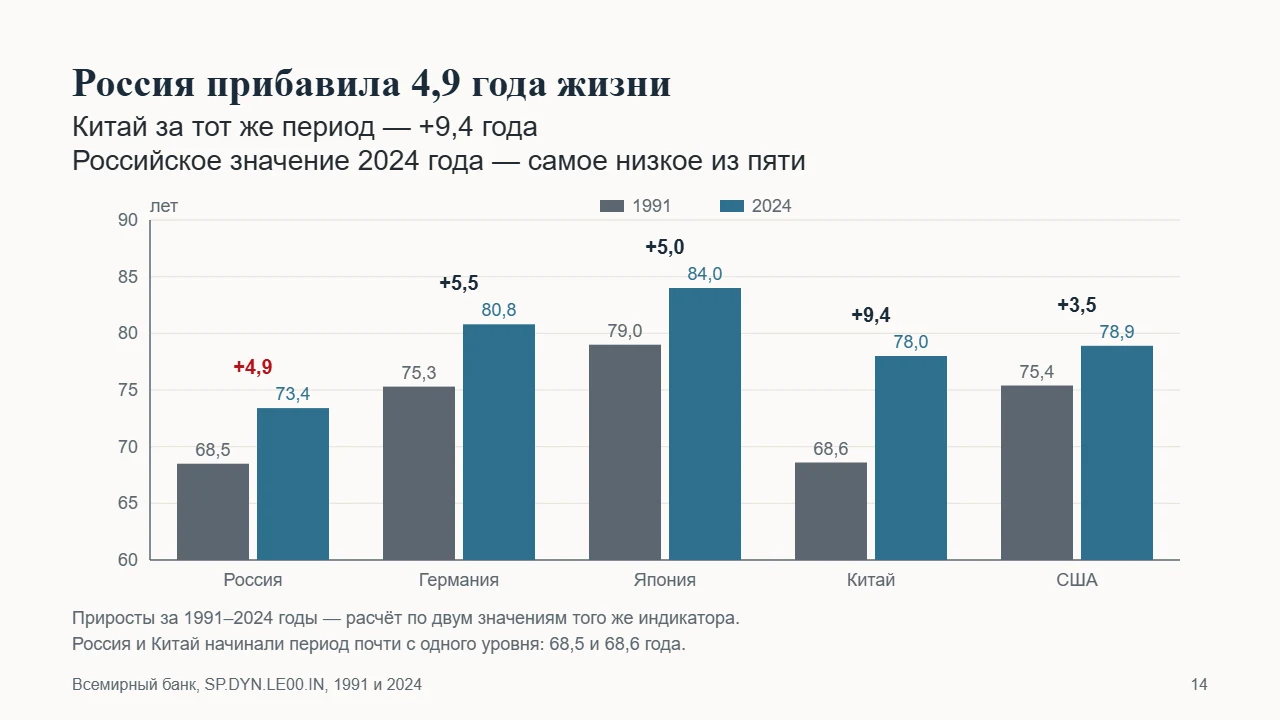 Россия прибавила 4,9 года жизни
Китай за тот же период — +9,4 года
Российское значение 2024 года — самое низкое из пяти
лет
1991
2024
90
85
80
75
70
65
60
+4,9
68,5
73,4
+5,5
75,3
80,8
+5,0
79,0
84,0
+9,4
68,6
78,0
+3,5
75,4
78,9
Россия
Германия
Япония
Китай
США
Приросты за 1991–2024 годы — расчёт по двум значениям того же индикатора.
Россия и Китай начинали период почти с одного уровня: 68,5 и 68,6 года.
Всемирный банк, SP.DYN.LE00.IN, 1991 и 2024
14